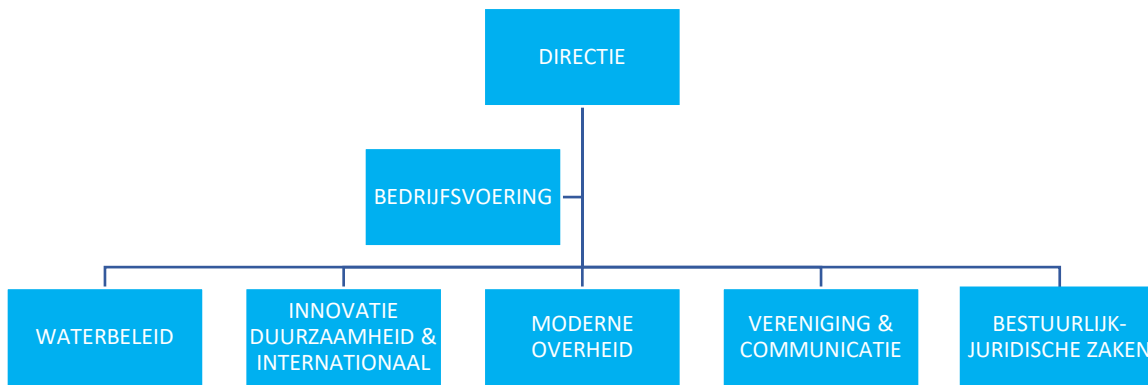 DIRECTIE
BEDRIJFSVOERING
WATERBELEID
INNOVATIE
DUURZAAMHEID &
INTERNATIONAAL
MODERNE
OVERHEID
VERENIGING &
COMMUNICATIE
BESTUURLIJK-
JURIDISCHE ZAKEN